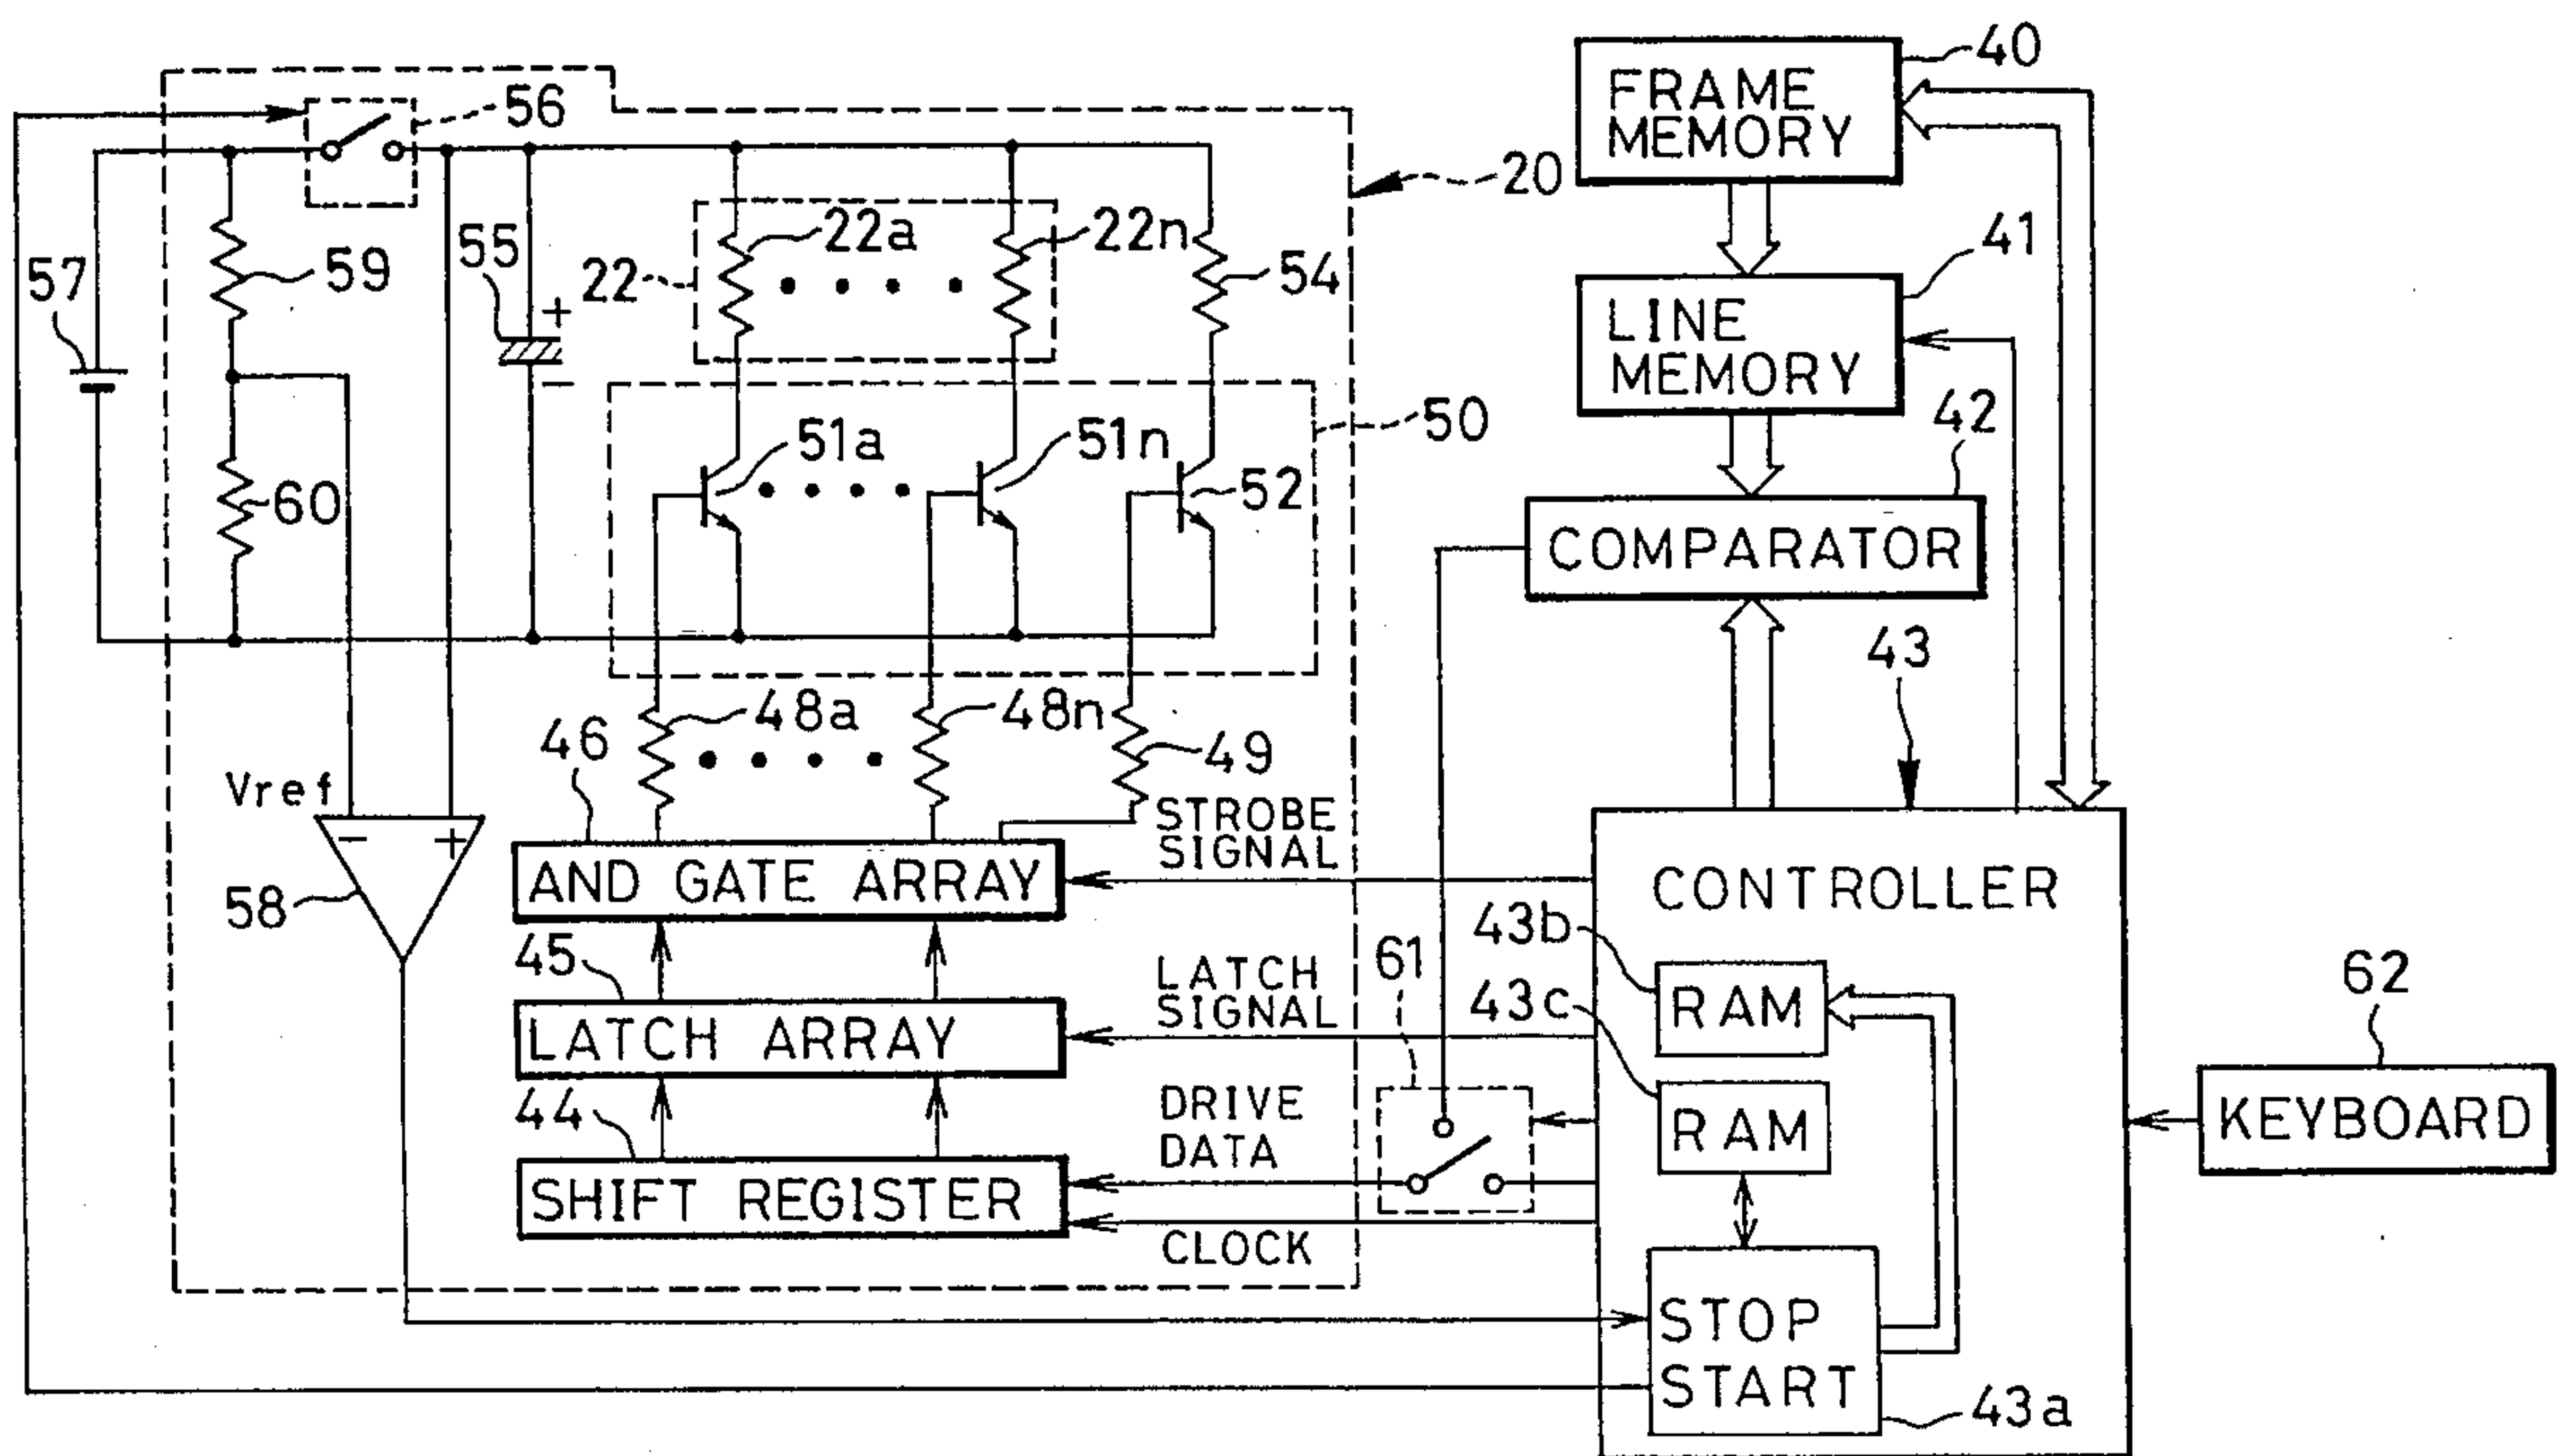 56
20
22a
22n
22
59
55
+
57
54
51a
51n
52
50
60
48a
48n
49
46
Vref
−
+
58
STROBE
SIGNAL
AND GATE ARRAY
45
LATCH
SIGNAL
LATCH ARRAY
44
DRIVE
DATA
SHIFT REGISTER
CLOCK
61
40
FRAME
MEMORY
41
LINE
MEMORY
42
COMPARATOR
43
CONTROLLER
43b
RAM
43c
RAM
STOP
START
43a
62
KEYBOARD